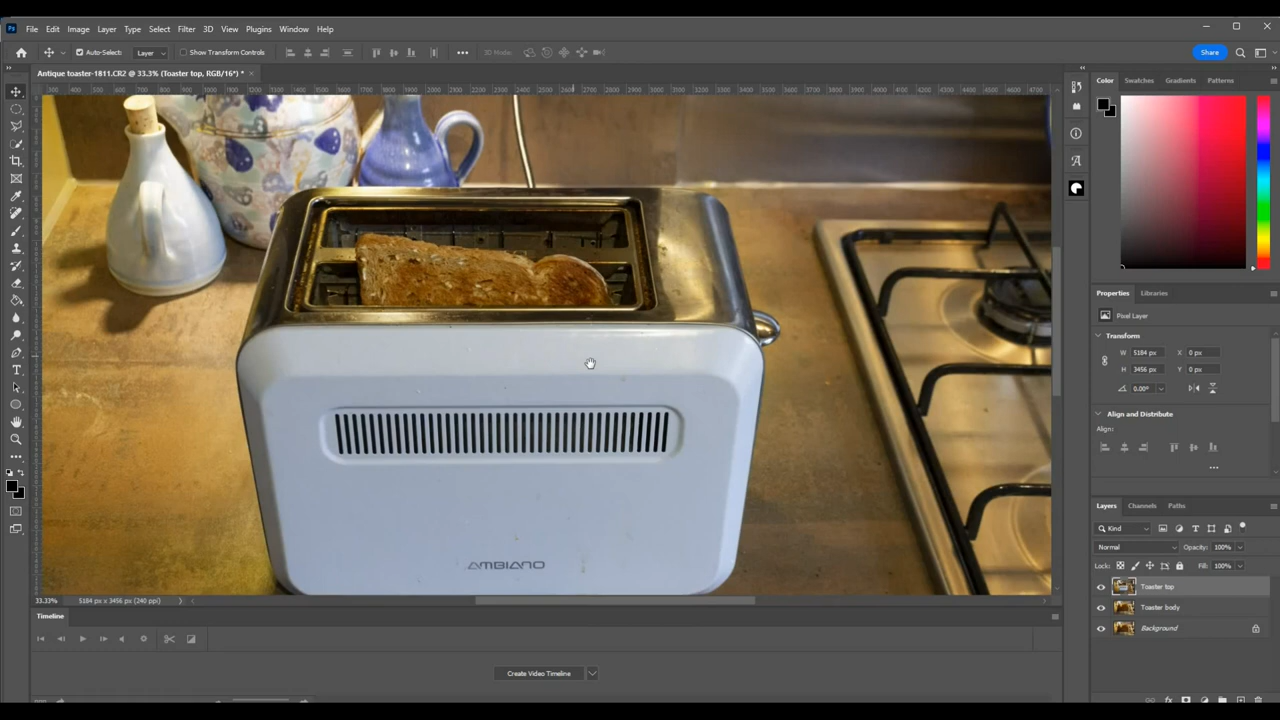 File Edit Image Layer Type Select Filter 3D View Plugins Window Help
Auto-Select: Layer Show Transform Controls 3D Mode: Share
Antique toaster-1811.CR2 @ 33.3% (Toaster top, RGB/16*) *
Color Swatches Gradients Patterns
Properties Libraries
Pixel Layer
Transform
W 5184 px X 0 px
H 3456 px Y 0 px
0.00°
Align and Distribute
Align:
Layers Channels Paths
Kind
Normal Opacity: 100%
Lock: Fill: 100%
Toaster top
Toaster body
Background
AMBIANO
33.33% 5184 px x 3456 px (240 ppi)
Timeline
Create Video Timeline